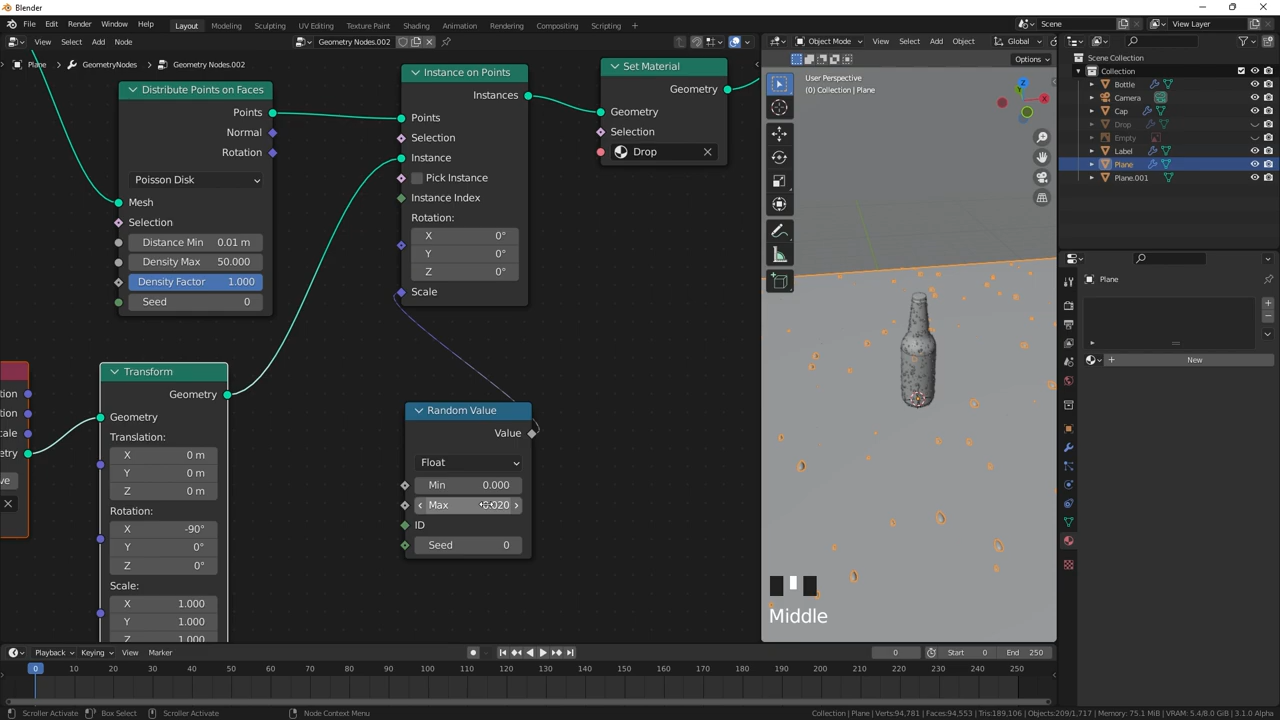 Blender
File Edit Render Window Help Layout Modeling Sculpting UV Editing Texture Paint Shading Animation Rendering Compositing Scripting + Scene View Layer
View Select Add Node Geometry Nodes.002 Object Mode View Select Add Object Global
Plane GeometryNodes Geometry Nodes.002 Options
Distribute Points on Faces
Points
Normal
Rotation
Poisson Disk
Mesh
Selection
Distance Min 0.01 m
Density Max 50.000
Density Factor 1.000
Seed 0
Instance on Points
Instances
Points
Selection
Instance
Pick Instance
Instance Index
Rotation:
X 0°
Y 0°
Z 0°
Scale
Set Material
Geometry
Geometry
Selection
Drop
Transform
Geometry
Geometry
Translation:
X 0 m
Y 0 m
Z 0 m
Rotation:
X -90°
Y 0°
Z 0°
Scale:
X 1.000
Y 1.000
Z 1.000
Random Value
Value
Float
Min 0.000
Max 0.020
ID
Seed 0
User Perspective
(0) Collection | Plane
Z
Y
X
Middle
Scene Collection
Collection
Bottle
Camera
Cap
Drop
Empty
Label
Plane
Plane.001
Plane
New
Playback Keying View Marker 0 Start 0 End 250
0 10 20 30 40 50 60 70 80 90 100 110 120 130 140 150 160 170 180 190 200 210 220 230 240 250
Scroller Activate Box Select Scroller Activate Node Context Menu Collection | Plane | Verts:94,781 | Faces:94,553 | Tris:189,106 | Objects:209/1,717 | Memory: 75.1 MiB | VRAM: 5.4/8.0 GiB | 3.1.0 Alpha